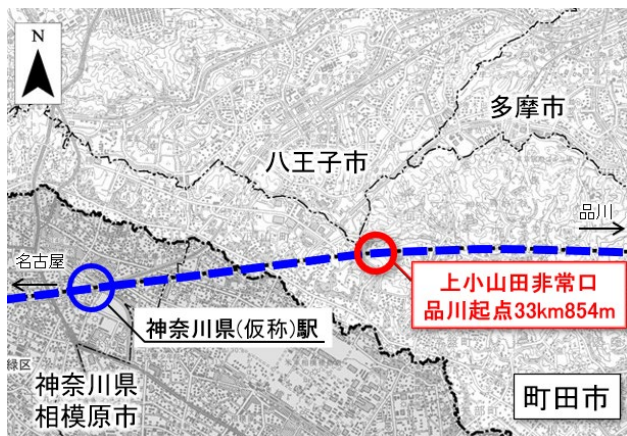 N
多摩市
八王子市
品川
名古屋
上小山田非常口
品川起点33km854m
神奈川県(仮称)駅
緑区
神奈川県
相模原市
町田市